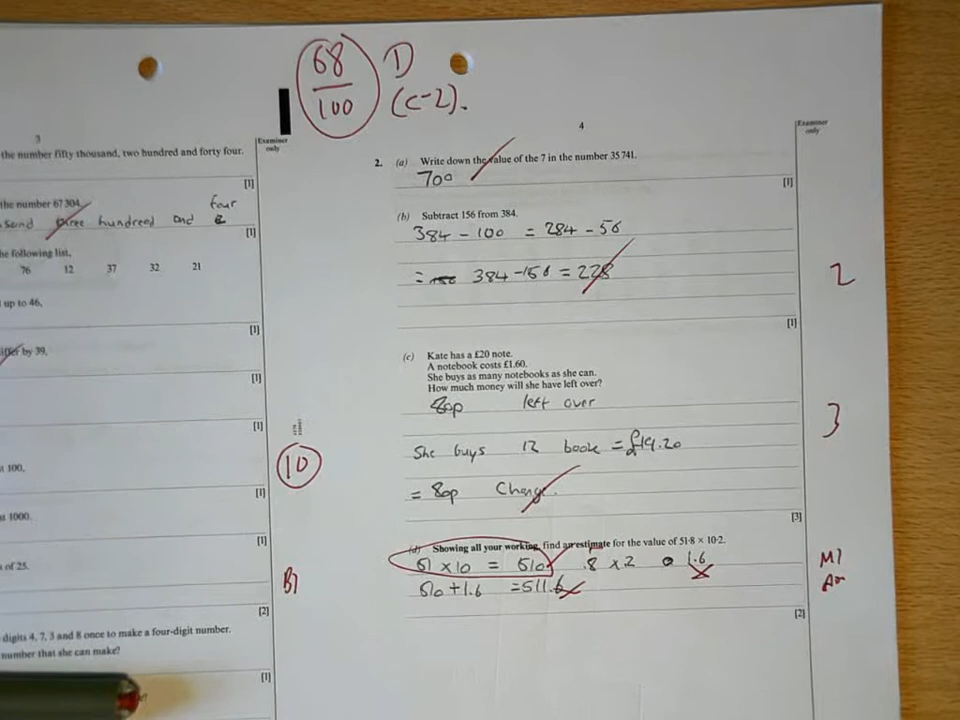 68
100
D
(C-2).
3
the number fifty thousand, two hundred and forty four.
Examiner only
[1]
the number 67 304.
four
three hundred and
[1]
the following list,
76 12 37 32 21
up to 46,
[1]
by 39,
[1]
[1]
10
100,
[1]
1000.
[1]
of 25.
B1
[2]
digits 4, 7, 3 and 8 once to make a four-digit number.
number that she can make?
[1]
4
Examiner only
2. (a) Write down the value of the 7 in the number 35 741.
700
[1]
(b) Subtract 156 from 384.
384 - 100 = 284 - 56
= 384 - 156 = 228
2
[1]
(c) Kate has a £20 note.
A notebook costs £1.60.
She buys as many notebooks as she can.
How much money will she have left over?
80p left over
3
She buys 12 book = £19.20
= 80p Change.
[3]
(d) Showing all your working, find an estimate for the value of 51·8 × 10·2.
51 x 10 = 510 .8 x .2 1.6
M1
510 + 1.6 = 511.6
A0
[2]